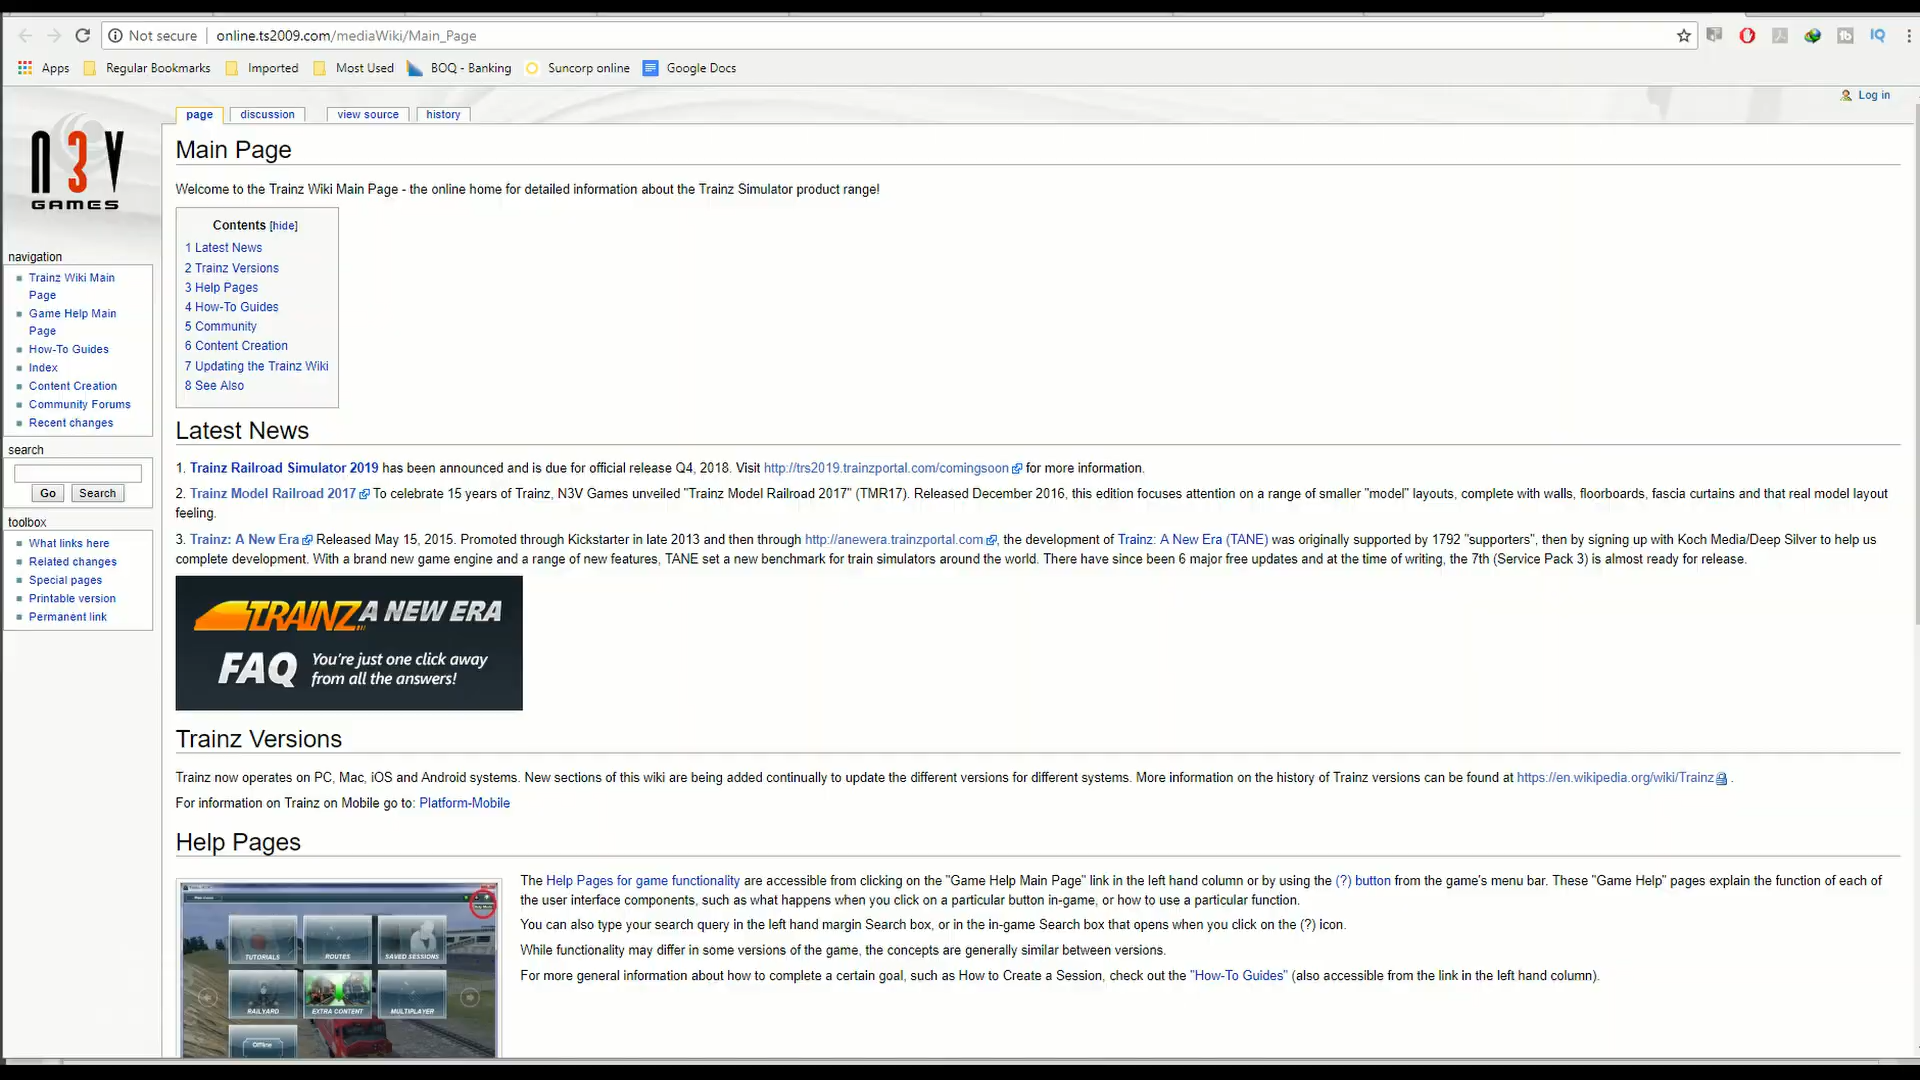 Not secure | online.ts2009.com/mediaWiki/Main_Page
Apps Regular Bookmarks Imported Most Used BOQ - Banking Suncorp online Google Docs
Log in
page discussion view source history
n3V
GAMES
Main Page
Welcome to the Trainz Wiki Main Page - the online home for detailed information about the Trainz Simulator product range!
Contents [hide]
1 Latest News
2 Trainz Versions
3 Help Pages
4 How-To Guides
5 Community
6 Content Creation
7 Updating the Trainz Wiki
8 See Also
navigation
Trainz Wiki Main
Page
Game Help Main
Page
How-To Guides
Index
Content Creation
Community Forums
Recent changes
search
Go Search
toolbox
What links here
Related changes
Special pages
Printable version
Permanent link
Latest News
1. Trainz Railroad Simulator 2019 has been announced and is due for official release Q4, 2018. Visit http://trs2019.trainzportal.com/comingsoon for more information.
2. Trainz Model Railroad 2017 To celebrate 15 years of Trainz, N3V Games unveiled "Trainz Model Railroad 2017" (TMR17). Released December 2016, this edition focuses attention on a range of smaller "model" layouts, complete with walls, floorboards, fascia curtains and that real model layout
feeling.
3. Trainz: A New Era Released May 15, 2015. Promoted through Kickstarter in late 2013 and then through http://anewera.trainzportal.com , the development of Trainz: A New Era (TANE) was originally supported by 1792 "supporters", then by signing up with Koch Media/Deep Silver to help us
complete development. With a brand new game engine and a range of new features, TANE set a new benchmark for train simulators around the world. There have since been 6 major free updates and at the time of writing, the 7th (Service Pack 3) is almost ready for release.
TRAINZ A NEW ERA
FAQ You're just one click away
from all the answers!
Trainz Versions
Trainz now operates on PC, Mac, iOS and Android systems. New sections of this wiki are being added continually to update the different versions for different systems. More information on the history of Trainz versions can be found at https://en.wikipedia.org/wiki/Trainz .
For information on Trainz on Mobile go to: Platform-Mobile
Help Pages
The Help Pages for game functionality are accessible from clicking on the "Game Help Main Page" link in the left hand column or by using the (?) button from the game's menu bar. These "Game Help" pages explain the function of each of
the user interface components, such as what happens when you click on a particular button in-game, or how to use a particular function.
You can also type your search query in the left hand margin Search box, or in the in-game Search box that opens when you click on the (?) icon.
While functionality may differ in some versions of the game, the concepts are generally similar between versions.
For more general information about how to complete a certain goal, such as How to Create a Session, check out the "How-To Guides" (also accessible from the link in the left hand column).
TUTORIALS ROUTES SAVED SESSIONS
RAILYARD EXTRA CONTENT MULTIPLAYER
Offline